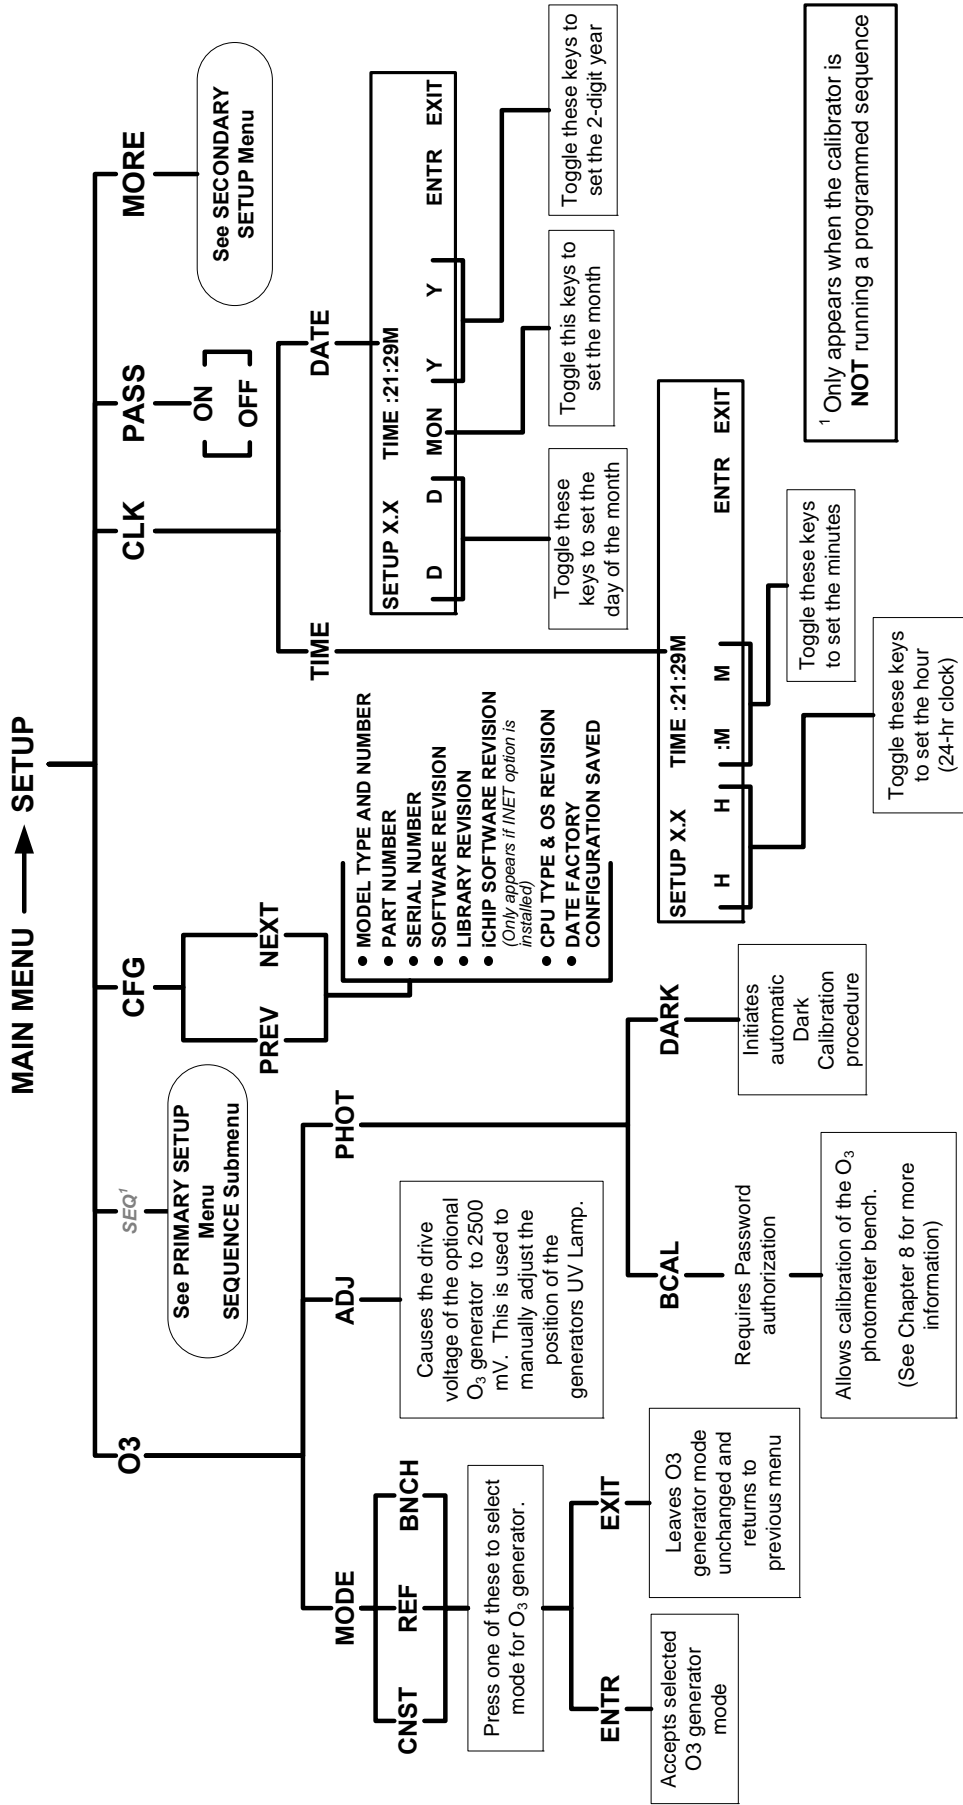 MAIN MENU SETUP
O3
SEQ¹
CFG
CLK
PASS
MORE
See PRIMARY SETUP
Menu
SEQUENCE Submenu
PREV
NEXT
• MODEL TYPE AND NUMBER
• PART NUMBER
• SERIAL NUMBER
• SOFTWARE REVISION
• LIBRARY REVISION
• iCHIP SOFTWARE REVISION
(Only appears if INET option is
installed)
• CPU TYPE & OS REVISION
• DATE FACTORY
CONFIGURATION SAVED
ON
OFF
See SECONDARY
SETUP Menu
TIME
DATE
SETUP X.X TIME :21:29M
D D MON Y Y ENTR EXIT
Toggle these
keys to set the
day of the month
Toggle this keys to
set the month
Toggle these keys to
set the 2-digit year
SETUP X.X TIME :21:29M
H H :M M ENTR EXIT
Toggle these keys
to set the minutes
Toggle these keys
to set the hour
(24-hr clock)
MODE
ADJ
PHOT
CNST REF BNCH
Press one of these to select
mode for O₃ generator.
ENTR
EXIT
Accepts selected
O3 generator
mode
Leaves O3
generator mode
unchanged and
returns to
previous menu
Causes the drive
voltage of the optional
O₃ generator to 2500
mV. This is used to
manually adjust the
position of the
generators UV Lamp.
BCAL
DARK
Requires Password
authorization
Allows calibration of the O₃
photometer bench.
(See Chapter 8 for more
information)
Initiates
automatic
Dark
Calibration
procedure
¹ Only appears when the calibrator is
NOT running a programmed sequence